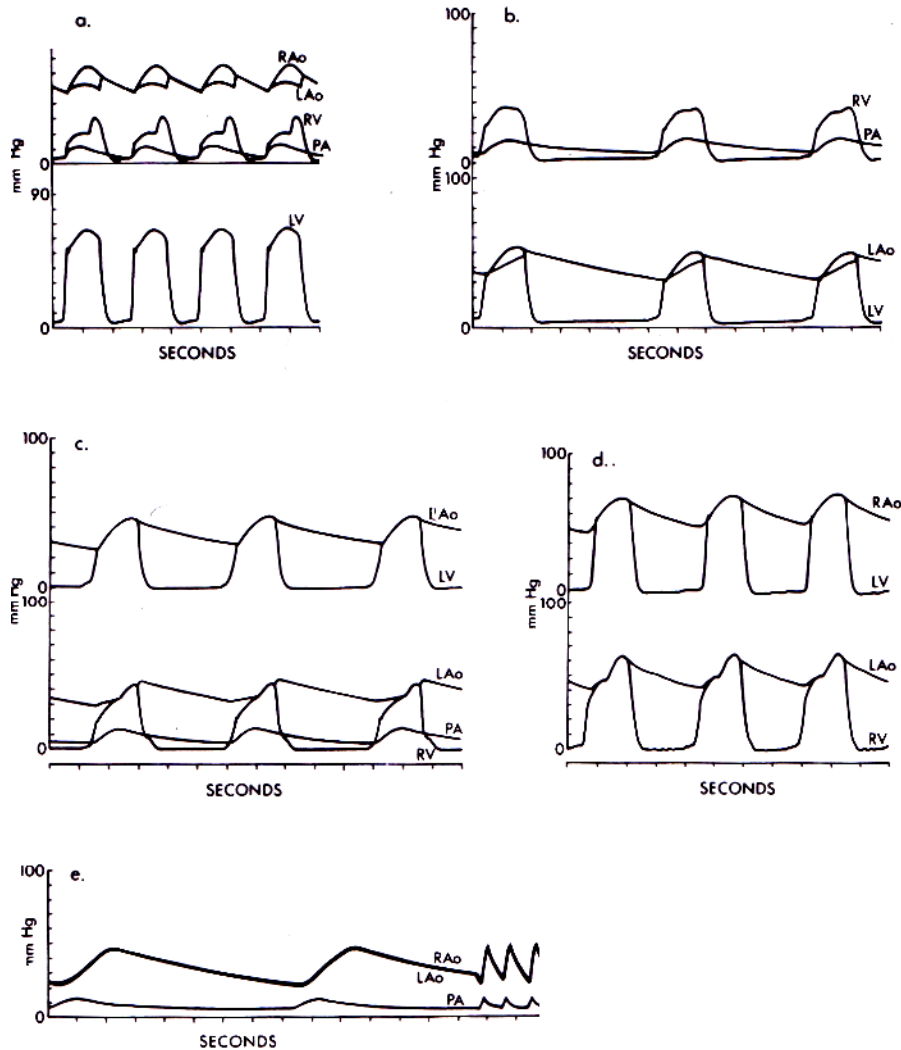 a.
RAo
LAo
RV
PA
mm Hg
0
90
LV
0
SECONDS
b.
100
RV
PA
0
mm Hg
100
LAo
LV
0
SECONDS
c.
100
LV
0
mm Hg
100
LAo
PA
RV
0
SECONDS
d..
100
RAo
LV
0
mm Hg
100
LAo
RV
0
SECONDS
e.
100
mm Hg
RAo
LAo
PA
0
SECONDS